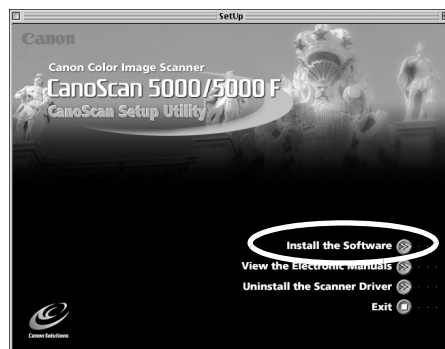 SetUp
Canon
Canon Color Image Scanner
CanoScan 5000/5000 F
CanoScan Setup Utility
Install the Software
View the Electronic Manuals
Uninstall the Scanner Driver
Exit
Canon Solutions